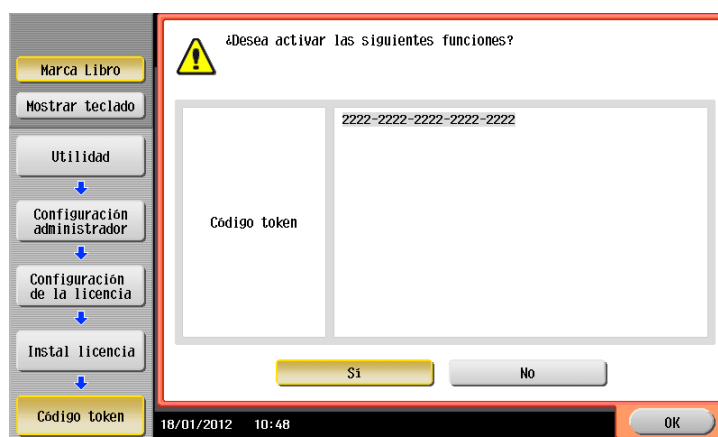 Marca Libro
Mostrar teclado
Utilidad
Configuración
administrador
Configuración
de la licencia
Instal licencia
Código token
¿Desea activar las siguientes funciones?
Código token
2222-2222-2222-2222-2222
Sí
No
18/01/2012 10:48
OK